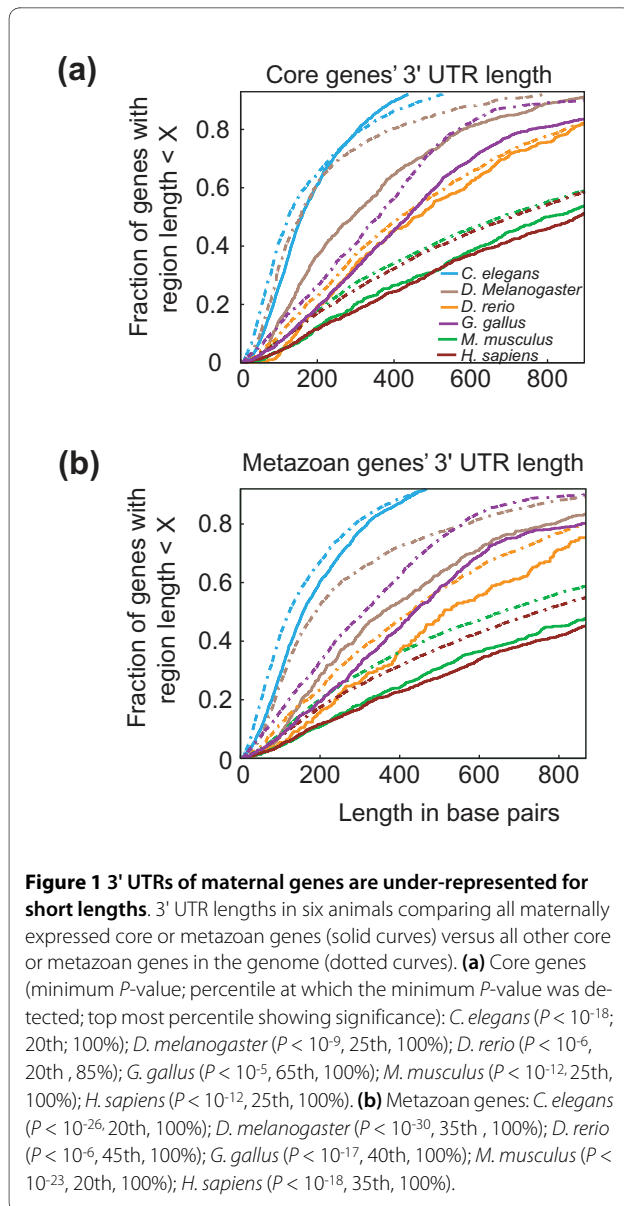 (a)
Core genes' 3' UTR length
Fraction of genes with
region length < X
0.8
0.6
0.4
0.2
0
C. elegans
D. Melanogaster
D. rerio
G. gallus
M. musculus
H. sapiens
0 200 400 600 800
(b)
Metazoan genes' 3' UTR length
Fraction of genes with
region length < X
0.8
0.6
0.4
0.2
0
0 200 400 600 800
Length in base pairs
Figure 1 3' UTRs of maternal genes are under-represented for
short lengths. 3' UTR lengths in six animals comparing all maternally
expressed core or metazoan genes (solid curves) versus all other core
or metazoan genes in the genome (dotted curves). (a) Core genes
(minimum P-value; percentile at which the minimum P-value was de-
tected; top most percentile showing significance): C. elegans (P < 10-18;
20th; 100%); D. melanogaster (P < 10-9, 25th, 100%); D. rerio (P < 10-6,
20th , 85%); G. gallus (P < 10-5, 65th, 100%); M. musculus (P < 10-12, 25th,
100%); H. sapiens (P < 10-12, 25th, 100%). (b) Metazoan genes: C. elegans
(P < 10-26, 20th, 100%); D. melanogaster (P < 10-30, 35th , 100%); D. rerio
(P < 10-6, 45th, 100%); G. gallus (P < 10-17, 40th, 100%); M. musculus (P <
10-23, 20th, 100%); H. sapiens (P < 10-18, 35th, 100%).